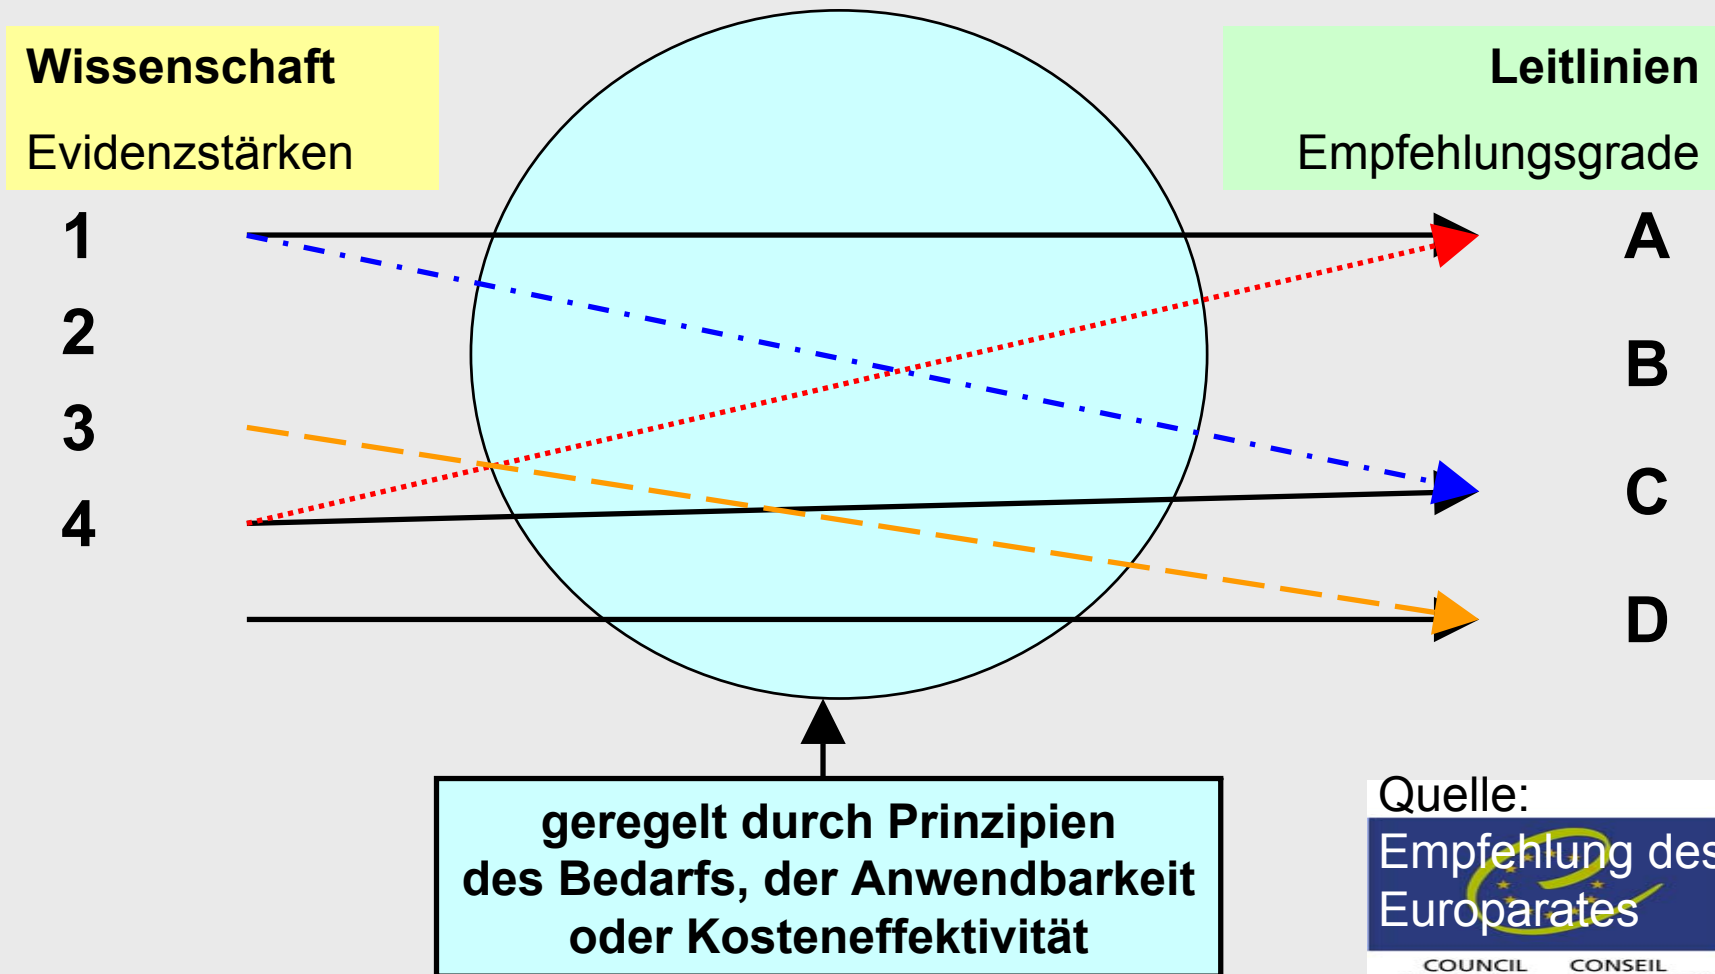 Wissenschaft
Evidenzstärken
Leitlinien
Empfehlungsgrade
1
2
3
4
A
B
C
D
geregelt durch Prinzipien
des Bedarfs, der Anwendbarkeit
oder Kosteneffektivität
Quelle:
Empfehlung des
Europarates
COUNCIL CONSEIL